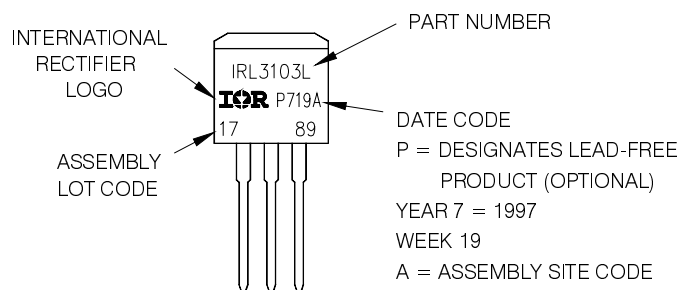 INTERNATIONAL
RECTIFIER
LOGO
PART NUMBER
IRL3103L
IOR P719A
17 89
ASSEMBLY
LOT CODE
DATE CODE
P = DESIGNATES LEAD-FREE
PRODUCT (OPTIONAL)
YEAR 7 = 1997
WEEK 19
A = ASSEMBLY SITE CODE